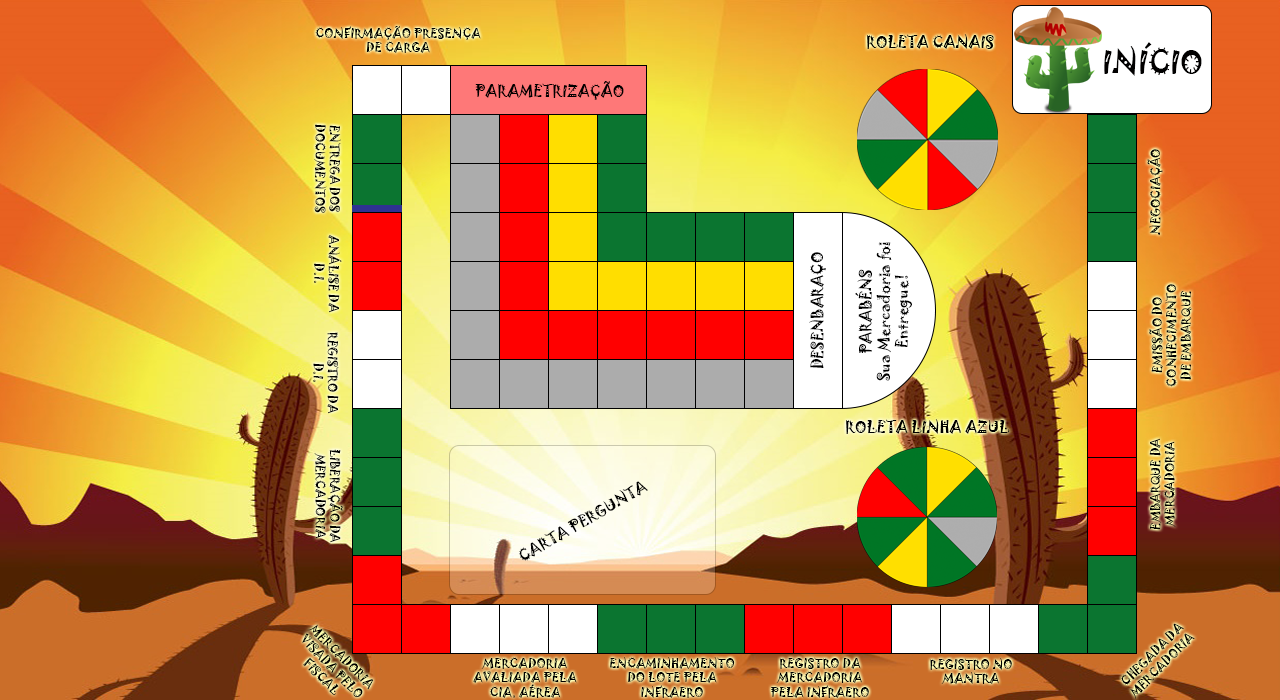 CONFIRMAÇÃO PRESENÇA
DE CARGA
ROLETA CANAIS
INÍCIO
PARAMETRIZAÇÃO
ENTREGA DOS
DOCUMENTOS
ANÁLISE DA
D.I.
REGISTRO DA
D.I.
LIBERAÇÃO DA
MERCADORIA
DESENBARAÇO
PARABÉNS
Sua Mercadoria foi
Entregue!
NEGOCIAÇÃO
EMISSÃO DO
CONHECIMENTO
DE EMBARQUE
EMBARQUE DA
MERCADORIA
ROLETA LINHA AZUL
CARTA PERGUNTA
MERCADORIA
VISADA PELO
FISCAL
MERCADORIA
AVALIADA PELA
CIA. AÉREA
ENCAMINHAMENTO
DO LOTE PELA
INFRAERO
REGISTRO DA
MERCADORIA
PELA INFRAERO
REGISTRO NO
MANTRA
CHEGADA DA
MERCADORIA